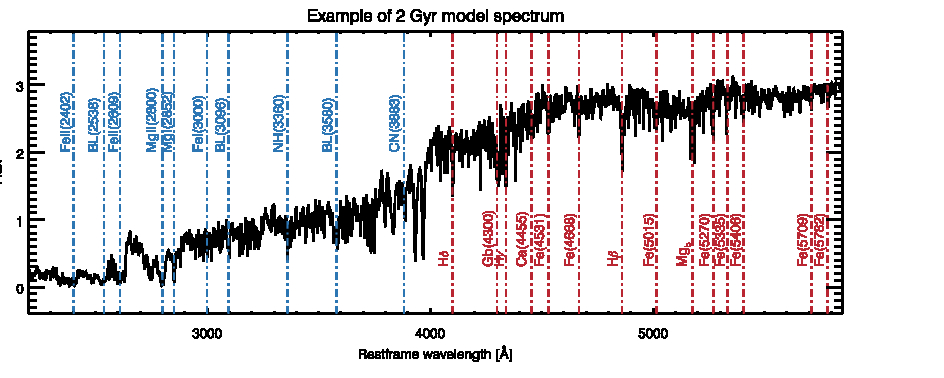 Example of 2 Gyr model spectrum
3
2
1
0
FeII(2402)
BL(2538)
FeII(2609)
MgII(2800)
MgI(2852)
FeI(3000)
BL(3096)
NH(3360)
BL(3580)
CN(3883)
Hδ
Gb(4300)
Hγ
Ca(4455)
Fe(4531)
Fe(4668)
Hβ
Fe(5015)
Mgb
Fe(5270)
Fe(5335)
Fe(5406)
Fe(5709)
Fe(5782)
3000
4000
5000
Restframe wavelength [Å]